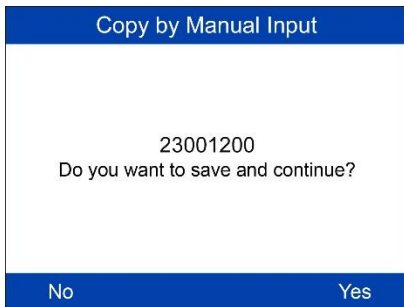 Copy by Manual Input
23001200
Do you want to save and continue?
No Yes